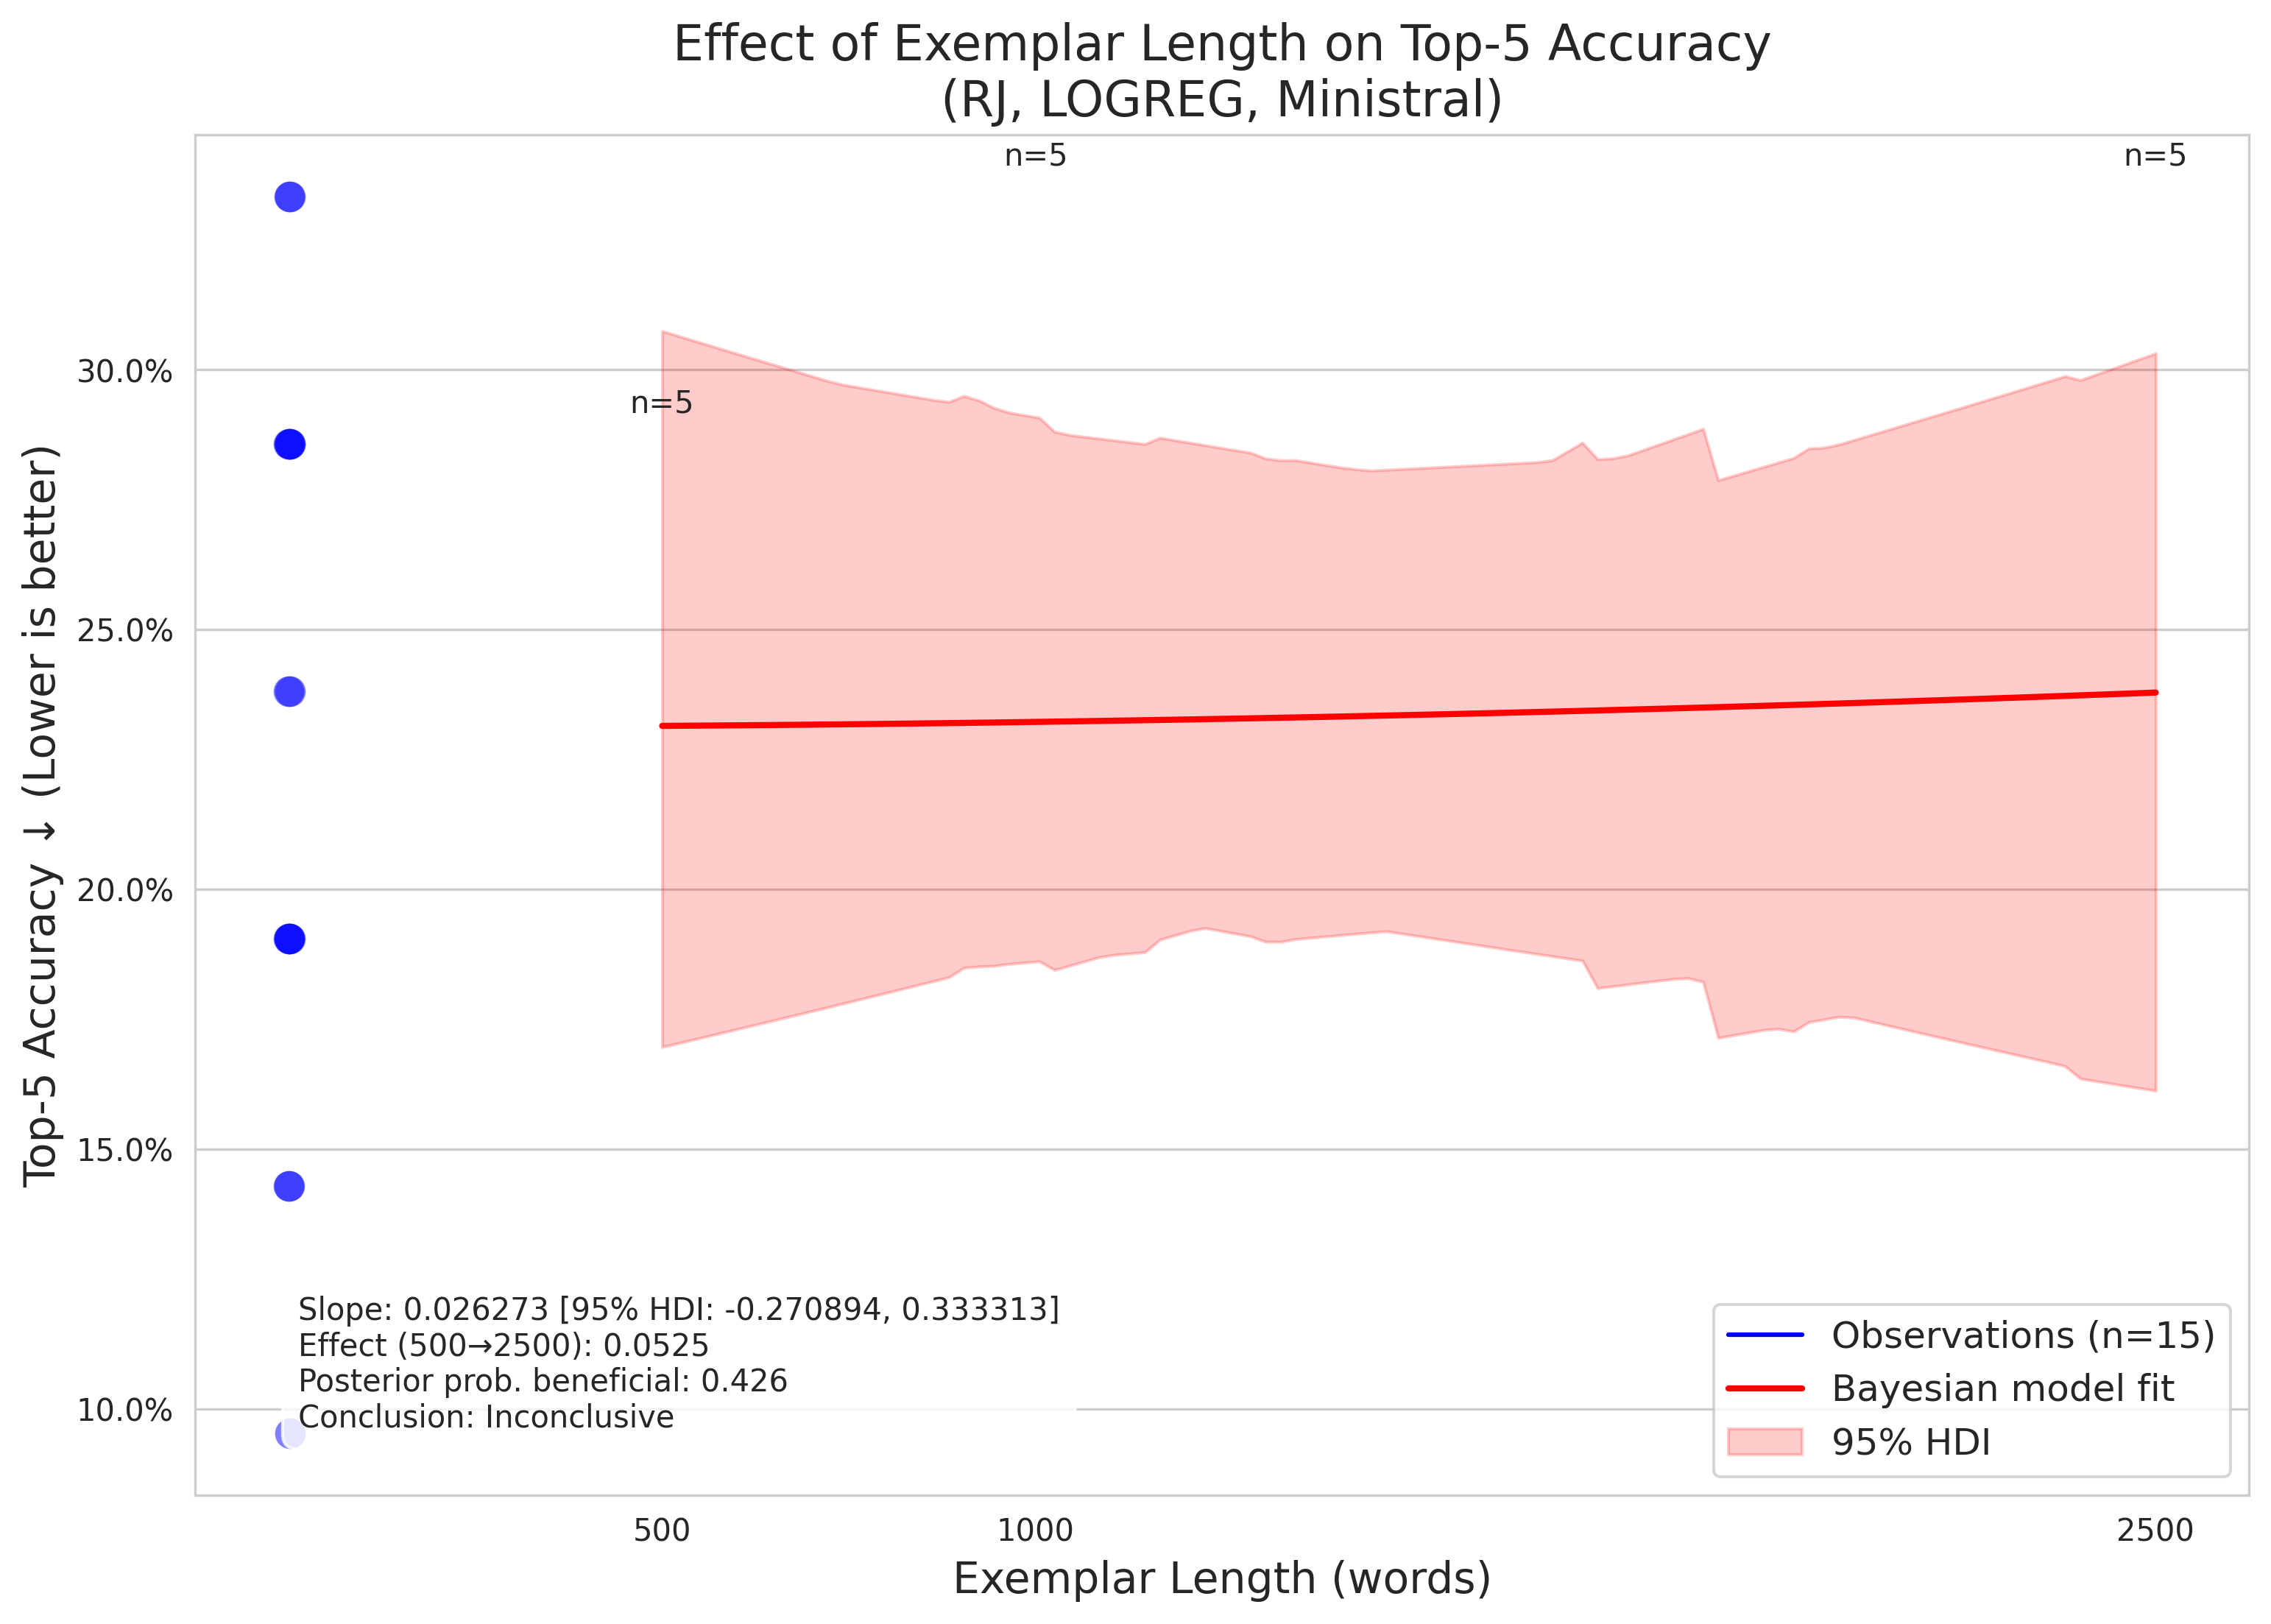 Effect of Exemplar Length on Top-5 Accuracy
(RJ, LOGREG, Ministral)
n=5
n=5
n=5
30.0%
25.0%
20.0%
15.0%
10.0%
Top-5 Accuracy ↓ (Lower is better)
Slope: 0.026273 [95% HDI: -0.270894, 0.333313]
Effect (500→2500): 0.0525
Posterior prob. beneficial: 0.426
Conclusion: Inconclusive
Observations (n=15)
Bayesian model fit
95% HDI
500
1000
2500
Exemplar Length (words)